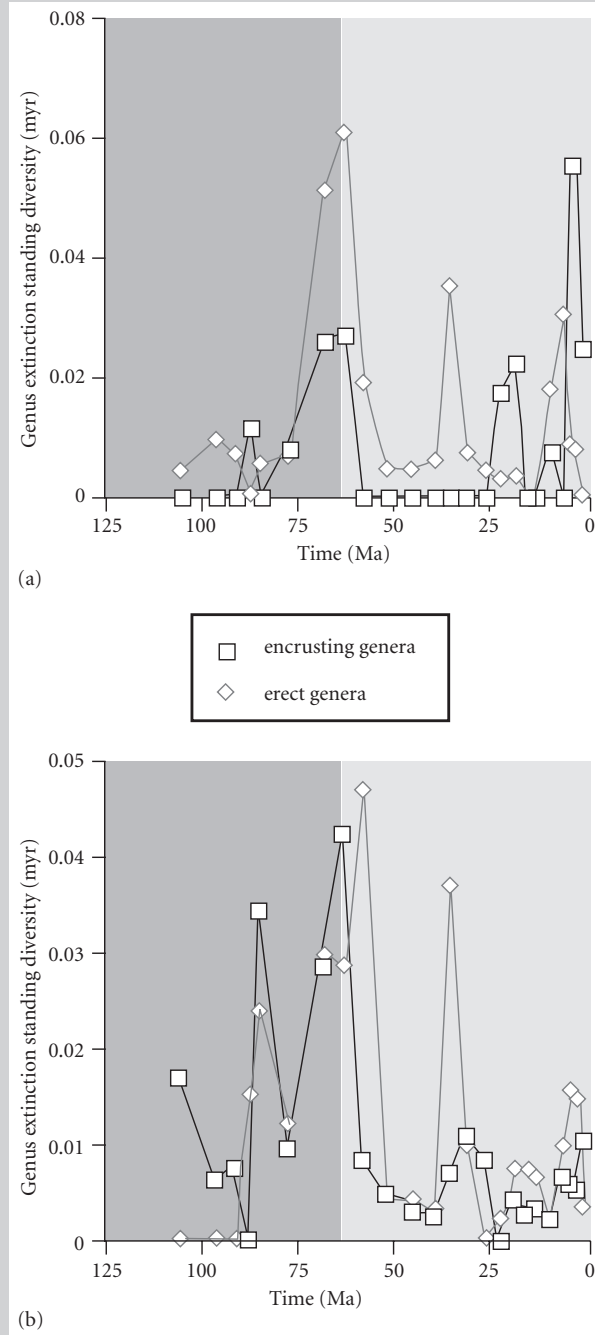 0.08
0.06
0.04
0.02
0
Genus extinction standing diversity (myr)
125 100 75 50 25 0
Time (Ma)
(a)
encrusting genera
erect genera
0.05
0.04
0.03
0.02
0.01
0
Genus extinction standing diversity (myr)
125 100 75 50 25 0
Time (Ma)
(b)